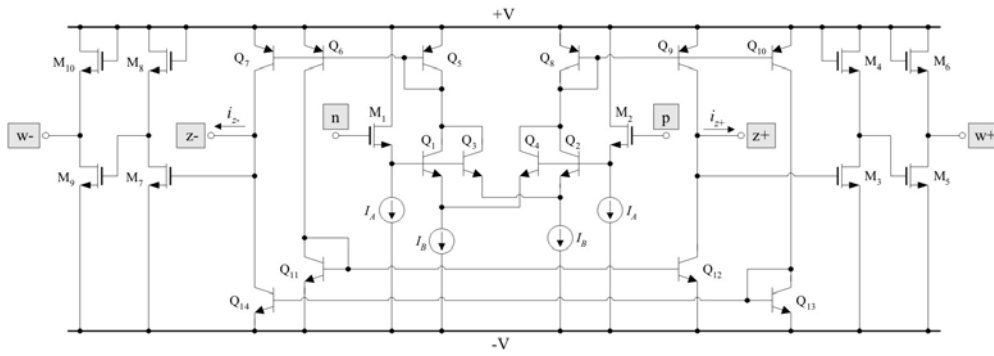 +V
M10
M8
Q7
Q6
Q5
Q8
Q9
Q10
M4
M6
w-
z-
iz-
n
M1
M2
p
iz+
z+
w+
Q1
Q3
Q4
Q2
M9
M7
M3
M5
IA
IB
IB
IA
Q11
Q12
Q14
Q13
-V